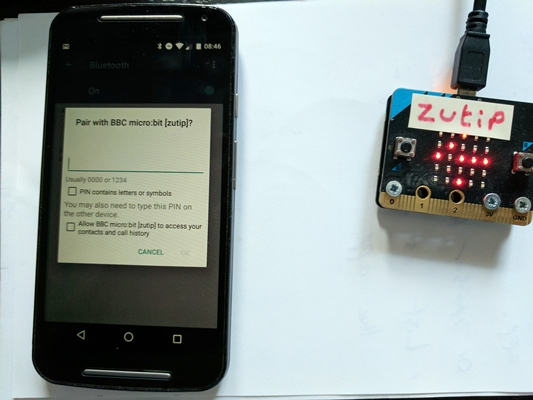 08:46
Bluetooth
On
Pair with BBC micro:bit [zutip]?
Usually 0000 or 1234
PIN contains letters or symbols
You may also need to type this PIN on
the other device.
Allow BBC micro:bit [zutip] to access your
contacts and call history
CANCEL OK
zutip
0 1 2 3V GND